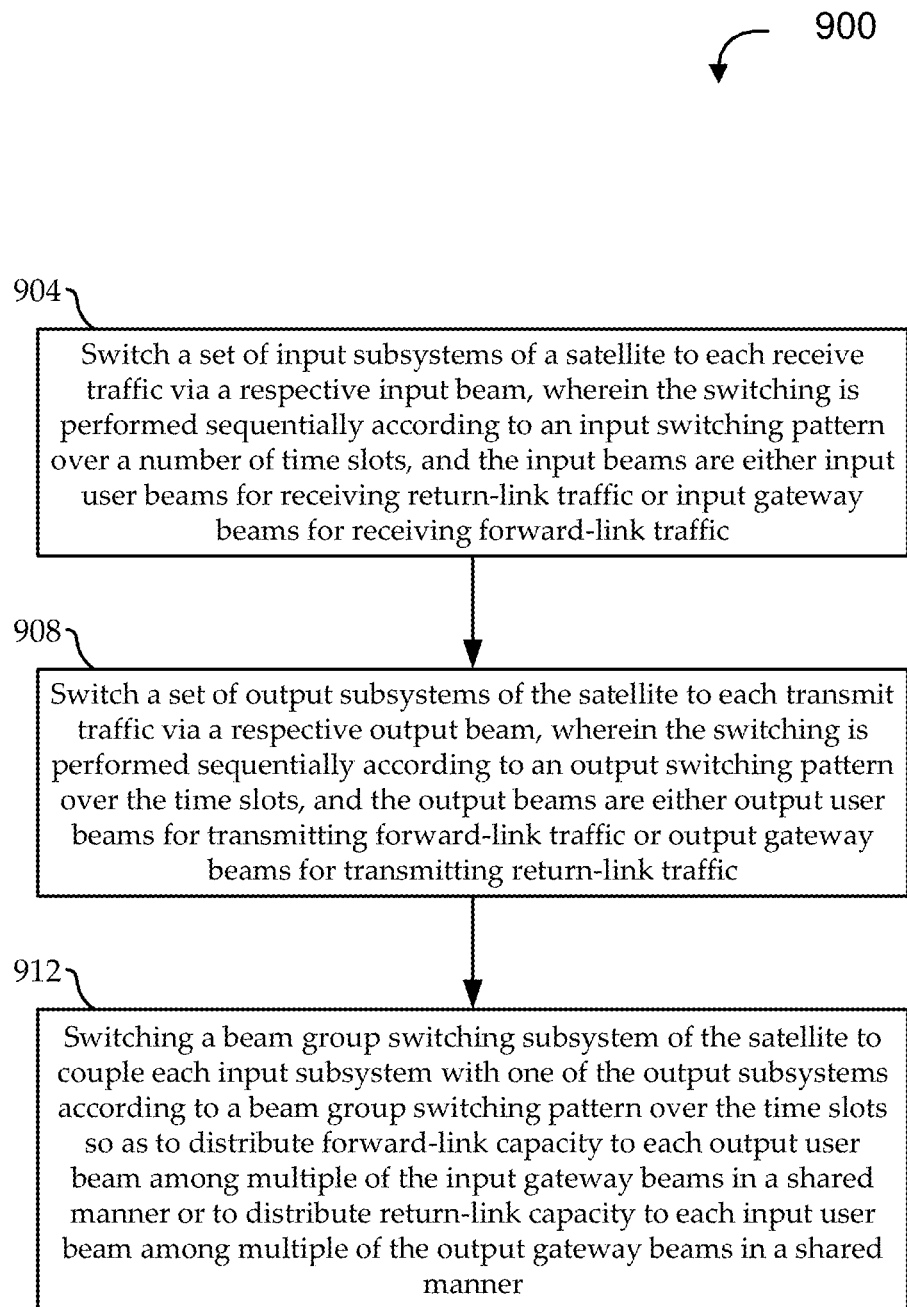 900
904
Switch a set of input subsystems of a satellite to each receive
traffic via a respective input beam, wherein the switching is
performed sequentially according to an input switching pattern
over a number of time slots, and the input beams are either input
user beams for receiving return-link traffic or input gateway
beams for receiving forward-link traffic
908
Switch a set of output subsystems of the satellite to each transmit
traffic via a respective output beam, wherein the switching is
performed sequentially according to an output switching pattern
over the time slots, and the output beams are either output user
beams for transmitting forward-link traffic or output gateway
beams for transmitting return-link traffic
912
Switching a beam group switching subsystem of the satellite to
couple each input subsystem with one of the output subsystems
according to a beam group switching pattern over the time slots
so as to distribute forward-link capacity to each output user
beam among multiple of the input gateway beams in a shared
manner or to distribute return-link capacity to each input user
beam among multiple of the output gateway beams in a shared
manner